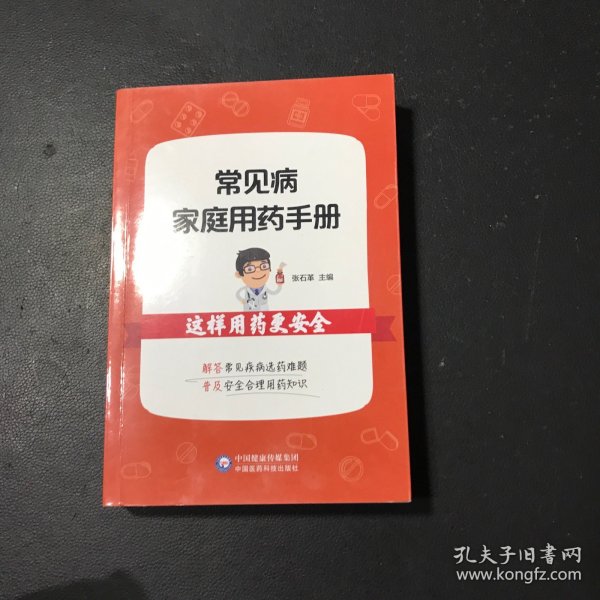 常见病
家庭用药手册
张石革 主编
这样用药更安全
解答常见疾病选药难题
普及安全合理用药知识
中国健康传媒集团
中国医药科技出版社
孔夫子旧书网
www.kongfz.com